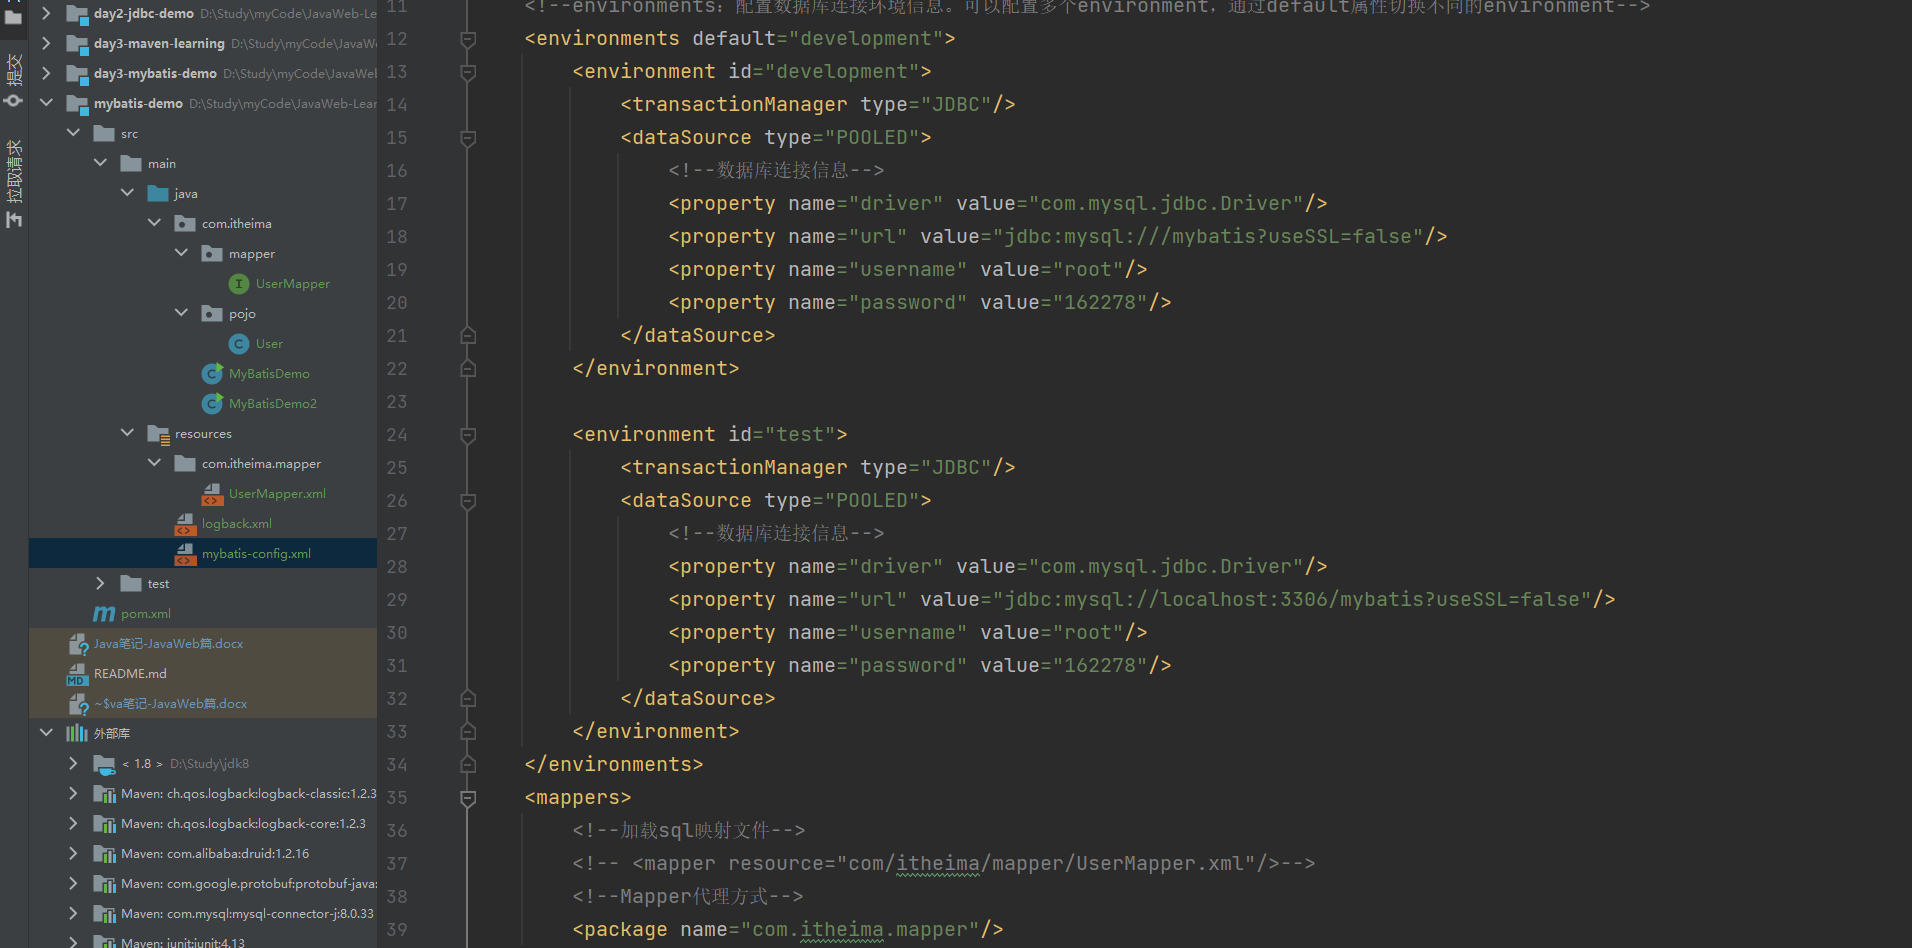 提交
拉取请求
day2-jdbc-demo D:\Study\myCode\JavaWeb-Le
day3-maven-learning D:\Study\myCode\JavaW
day3-mybatis-demo D:\Study\myCode\JavaWeb
mybatis-demo D:\Study\myCode\JavaWeb-Lear
src
main
java
com.itheima
mapper
UserMapper
pojo
User
MyBatisDemo
MyBatisDemo2
resources
com.itheima.mapper
UserMapper.xml
logback.xml
mybatis-config.xml
test
pom.xml
Java笔记-JavaWeb篇.docx
README.md
~$va笔记-JavaWeb篇.docx
外部库
< 1.8 > D:\Study\jdk8
Maven: ch.qos.logback:logback-classic:1.2.3
Maven: ch.qos.logback:logback-core:1.2.3
Maven: com.alibaba:druid:1.2.16
Maven: com.google.protobuf:protobuf-java:
Maven: com.mysql:mysql-connector-j:8.0.33
Maven: junit:junit:4.13
11 <!--environments：配置数据库连接环境信息。可以配置多个environment，通过default属性切换不同的environment-->
12 <environments default="development">
13 <environment id="development">
14 <transactionManager type="JDBC"/>
15 <dataSource type="POOLED">
16 <!--数据库连接信息-->
17 <property name="driver" value="com.mysql.jdbc.Driver"/>
18 <property name="url" value="jdbc:mysql:///mybatis?useSSL=false"/>
19 <property name="username" value="root"/>
20 <property name="password" value="162278"/>
21 </dataSource>
22 </environment>
23
24 <environment id="test">
25 <transactionManager type="JDBC"/>
26 <dataSource type="POOLED">
27 <!--数据库连接信息-->
28 <property name="driver" value="com.mysql.jdbc.Driver"/>
29 <property name="url" value="jdbc:mysql://localhost:3306/mybatis?useSSL=false"/>
30 <property name="username" value="root"/>
31 <property name="password" value="162278"/>
32 </dataSource>
33 </environment>
34 </environments>
35 <mappers>
36 <!--加载sql映射文件-->
37 <!-- <mapper resource="com/itheima/mapper/UserMapper.xml"/>-->
38 <!--Mapper代理方式-->
39 <package name="com.itheima.mapper"/>